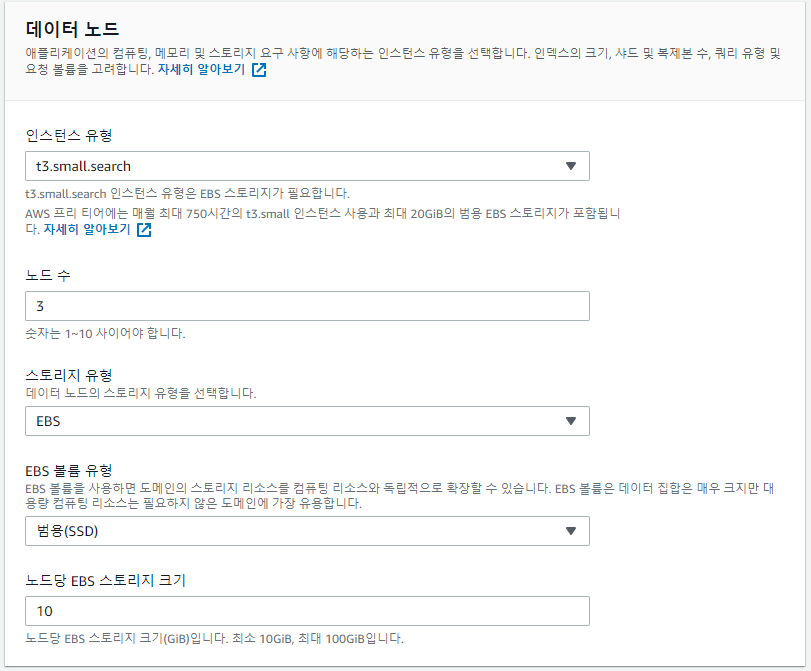 데이터 노드
애플리케이션의 컴퓨팅, 메모리 및 스토리지 요구 사항에 해당하는 인스턴스 유형을 선택합니다. 인덱스의 크기, 샤드 및 복제본 수, 쿼리 유형 및
요청 볼륨을 고려합니다. 자세히 알아보기
인스턴스 유형
t3.small.search
t3.small.search 인스턴스 유형은 EBS 스토리지가 필요합니다.
AWS 프리 티어에는 매월 최대 750시간의 t3.small 인스턴스 사용과 최대 20GiB의 범용 EBS 스토리지가 포함됩니
다. 자세히 알아보기
노드 수
3
숫자는 1~10 사이어야 합니다.
스토리지 유형
데이터 노드의 스토리지 유형을 선택합니다.
EBS
EBS 볼륨 유형
EBS 볼륨을 사용하면 도메인의 스토리지 리소스를 컴퓨팅 리소스와 독립적으로 확장할 수 있습니다. EBS 볼륨은 데이터 집합은 매우 크지만 대
용량 컴퓨팅 리소스는 필요하지 않은 도메인에 가장 유용합니다.
범용(SSD)
노드당 EBS 스토리지 크기
10
노드당 EBS 스토리지 크기(GiB)입니다. 최소 10GiB, 최대 100GiB입니다.